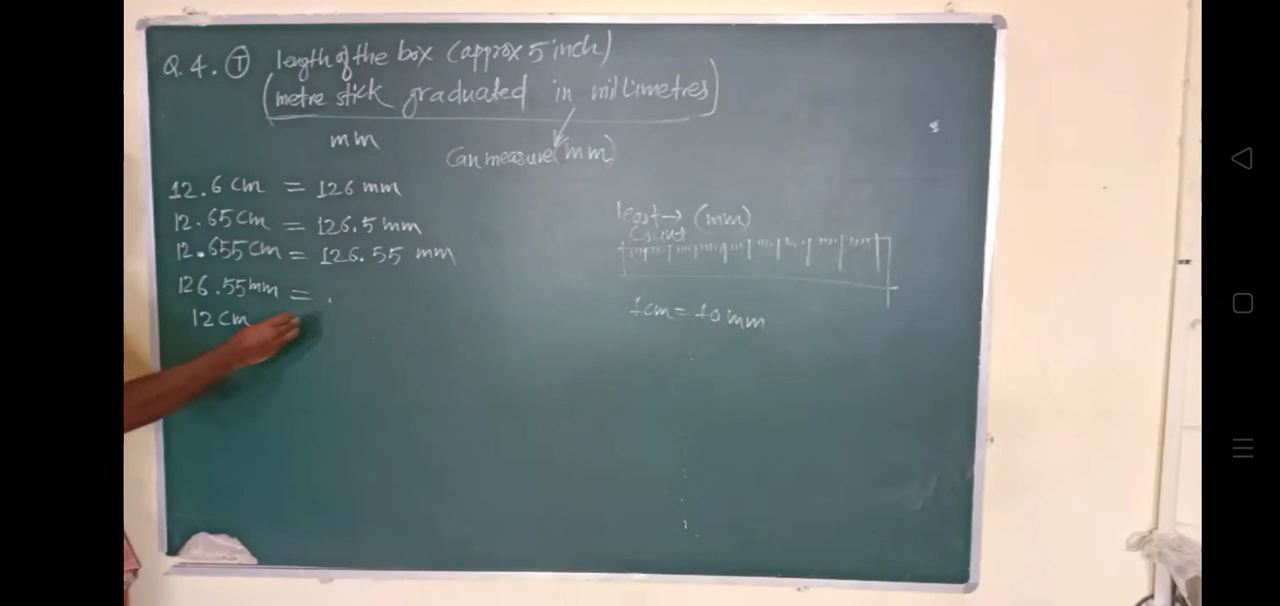 Q.4. (T) length of the box (approx 5 inch)
(metre stick graduated in millimetres)
mm
Can measure (mm)
12.6 cm = 126 mm
12.65 cm = 126.5 mm
12.655 cm = 126.55 mm
126.55 mm =
12 cm
least → (mm)
Count
1 cm = 10 mm